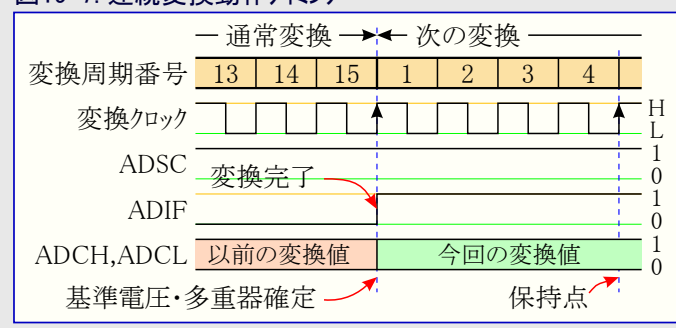 通常変換 次の変換
変換周期番号 13 14 15 1 2 3 4
変換クロック H L
ADSC 1 0
変換完了
ADIF 1 0
ADCH,ADCL 以前の変換値 今回の変換値 1 0
基準電圧・多重器確定 保持点